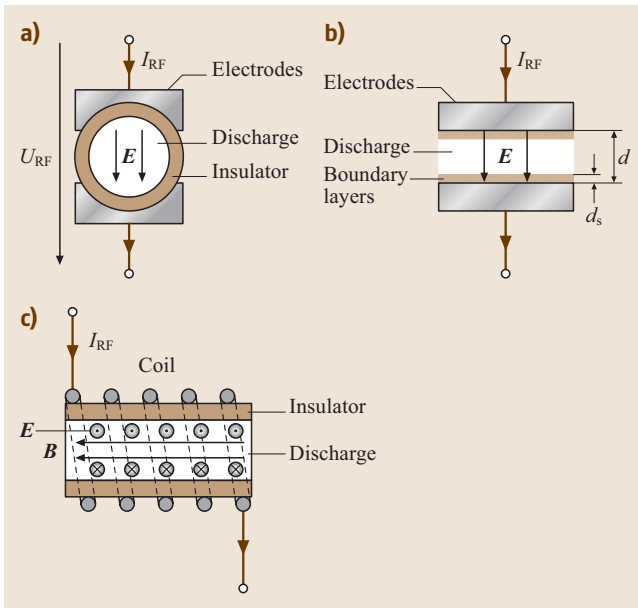 a)
I_RF
Electrodes
Discharge
E
Insulator
U_RF
b)
I_RF
Electrodes
Discharge
E
d
Boundary
layers
d_s
c)
I_RF
Coil
Insulator
E
B
Discharge